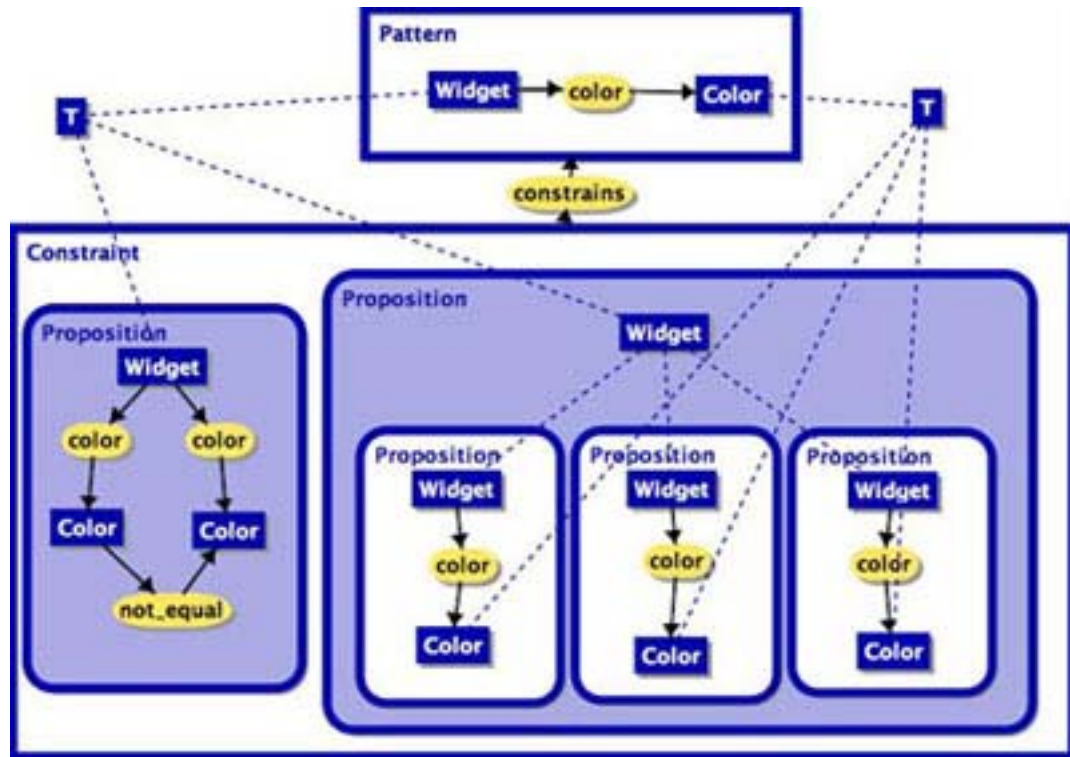 Pattern
Widget color Color
T T
constrains
Constraint
Proposition
Widget
color color
Color Color
not_equal
Proposition
Widget
Proposition
Widget
color
Color
Proposition
Widget
color
Color
Proposition
Widget
color
Color